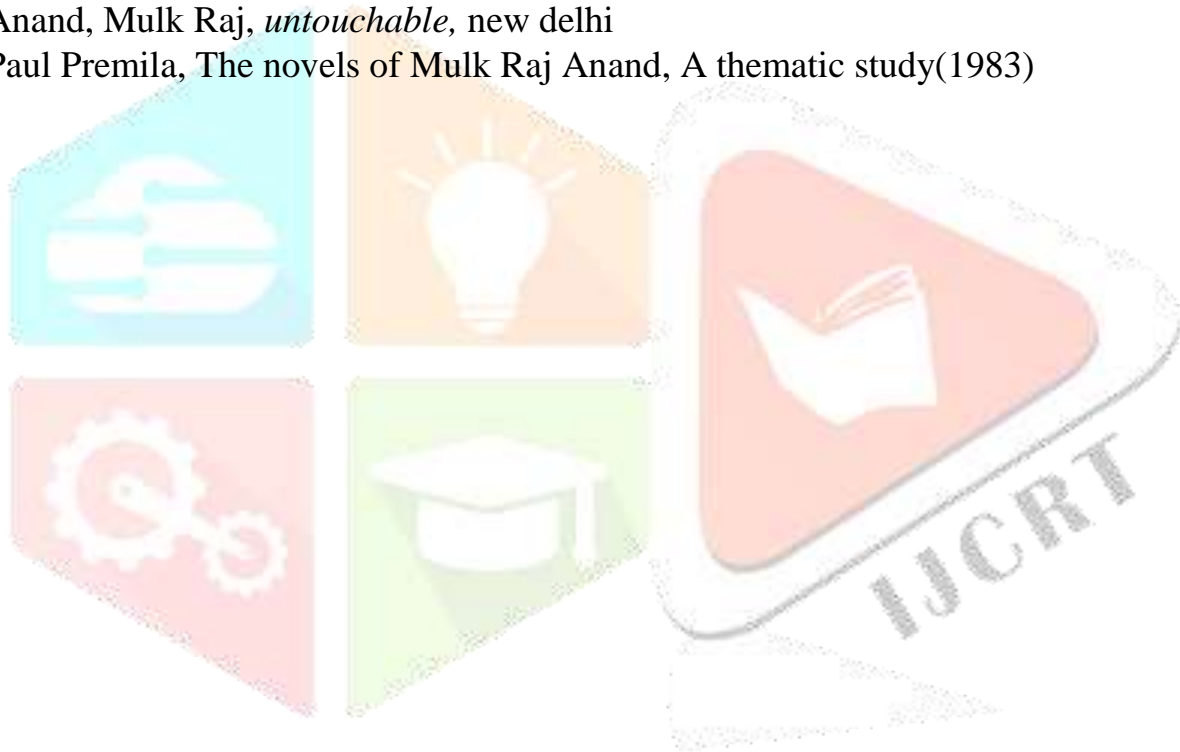 Anand, Mulk Raj, untouchable, new delhi
Paul Premila, The novels of Mulk Raj Anand, A thematic study(1983)
IJCRT